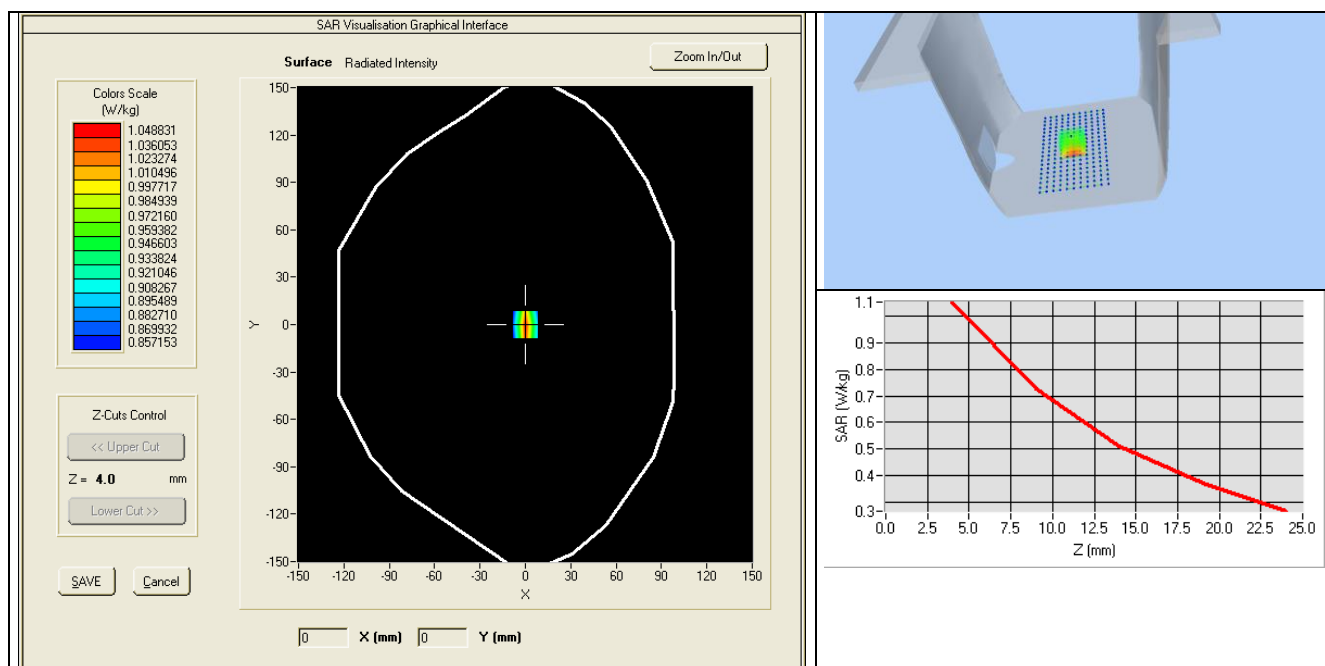 SAR Visualisation Graphical Interface
Surface Radiated Intensity
Zoom In/Out
Colors Scale
(W/kg)
1.048831
1.036053
1.023274
1.010496
0.997717
0.984939
0.972160
0.959382
0.946603
0.933824
0.921046
0.908267
0.895489
0.882710
0.869932
0.857153
Z-Cuts Control
<< Upper Cut
Z = 4.0 mm
Lower Cut >>
SAVE Cancel
150
120
90
60
30
0
-30
-60
-90
-120
-150
Y
-150 -120 -90 -60 -30 0 30 60 90 120 150
X
0 X (mm) 0 Y (mm)
1.1
0.9
0.8
0.7
0.5
0.4
0.3
SAR (W/kg)
0.0 2.5 5.0 7.5 10.0 12.5 15.0 17.5 20.0 22.5 25.0
Z (mm)